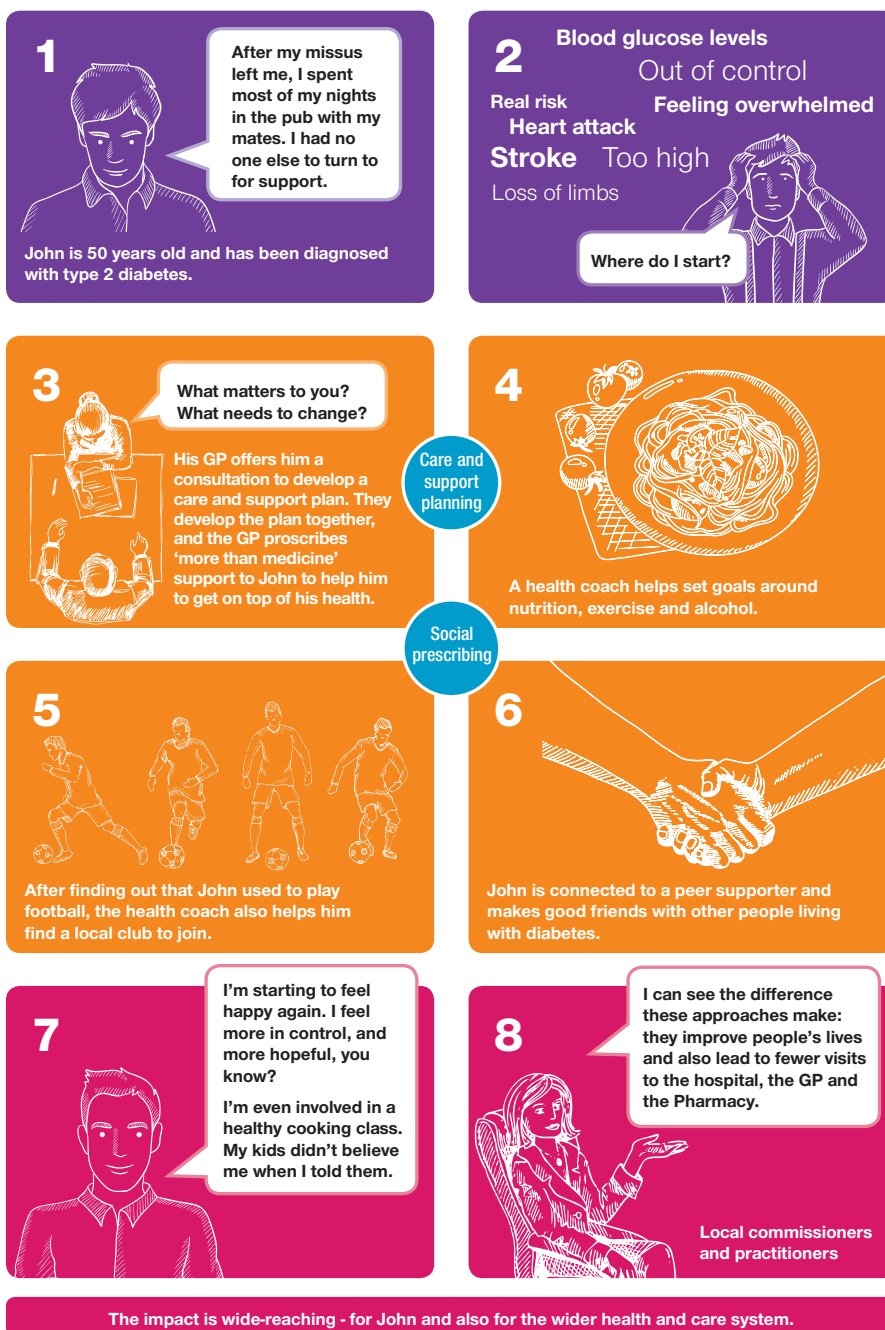 1
After my missus
left me, I spent
most of my nights
in the pub with my
mates. I had no
one else to turn to
for support.
John is 50 years old and has been diagnosed
with type 2 diabetes.
2
Blood glucose levels
Out of control
Real risk
Feeling overwhelmed
Heart attack
Stroke Too high
Loss of limbs
Where do I start?
3
What matters to you?
What needs to change?
His GP offers him a
consultation to develop a
care and support plan. They
develop the plan together,
and the GP proscribes
‘more than medicine’
support to John to help him
to get on top of his health.
Care and
support
planning
4
A health coach helps set goals around
nutrition, exercise and alcohol.
Social
prescribing
5
After finding out that John used to play
football, the health coach also helps him
find a local club to join.
6
John is connected to a peer supporter and
makes good friends with other people living
with diabetes.
7
I’m starting to feel
happy again. I feel
more in control, and
more hopeful, you
know?
I’m even involved in a
healthy cooking class.
My kids didn’t believe
me when I told them.
8
I can see the difference
these approaches make:
they improve people’s lives
and also lead to fewer visits
to the hospital, the GP and
the Pharmacy.
Local commissioners
and practitioners
The impact is wide-reaching - for John and also for the wider health and care system.